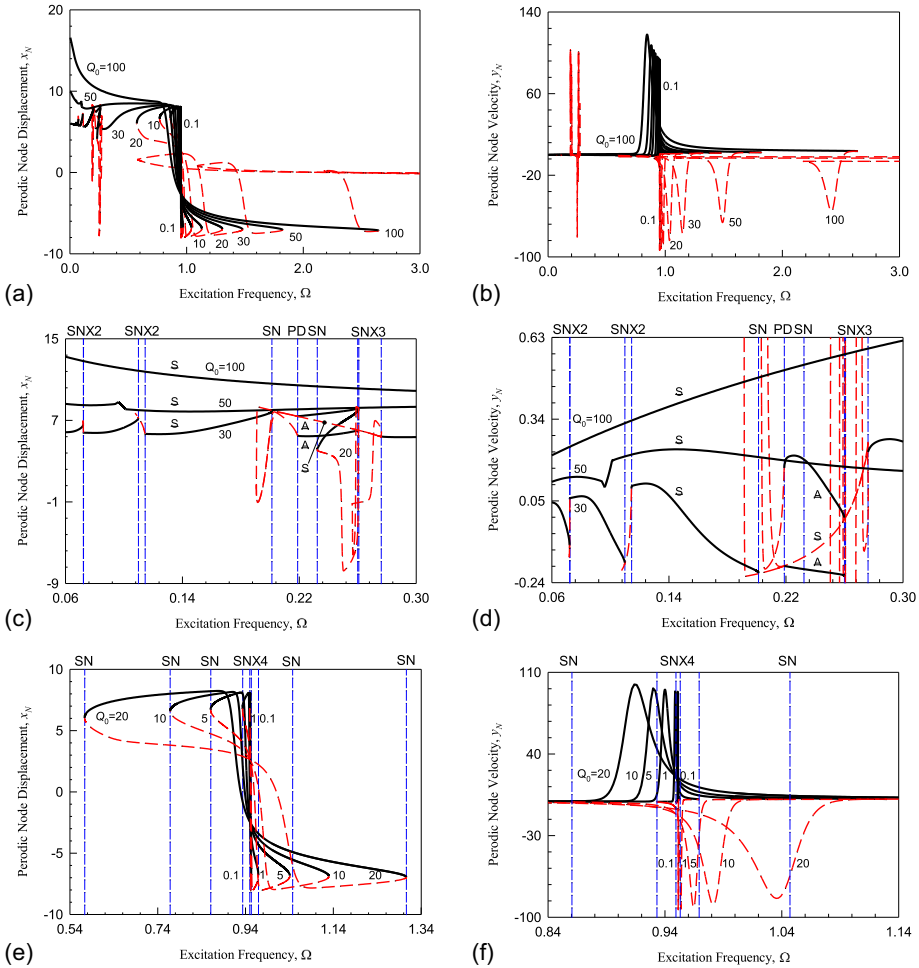 Perodic Node Displacement, x_N
10
5
0
-5
-10
Q_0=100
50
30
10
0.1
20
0.1
10
20
30
50
100
0.0
1.0
2.0
3.0
(a)
Excitation Frequency, Ω
Perodic Node Velocity, y_N
140
60
-20
-100
0.1
Q_0=100
0.1
20
30
50
100
0.0
1.0
2.0
3.0
(b)
Excitation Frequency, Ω
SNX2
SNX2
SN
PD
SN
SNX3
Perodic Node Displacement, x_N
15
7
-1
-9
S
Q_0=100
S
50
S
30
A
A
S
20
0.06
0.14
0.22
0.30
(c)
Excitation Frequency, Ω
SNX2
SNX2
SN
PD
SN
SNX3
Perodic Node Velocity, y_N
0.63
0.34
0.05
-0.24
S
Q_0=100
S
50
30
S
A
S
A
0.06
0.14
0.22
0.30
(d)
Excitation Frequency, Ω
SN
SN
SN
SNX4
SN
SN
Perodic Node Displacement, x_N
10
5
0
-5
-10
Q_0=20
10
5
1
0.1
0.1
1
5
10
20
0.54
0.74
0.94
1.14
1.34
(e)
Excitation Frequency, Ω
SN
SNX4
SN
Perodic Node Velocity, y_N
110
40
-30
-100
Q_0=20
10
5
1
0.1
0.1
1
5
10
20
0.84
0.94
1.04
1.14
(f)
Excitation Frequency, Ω